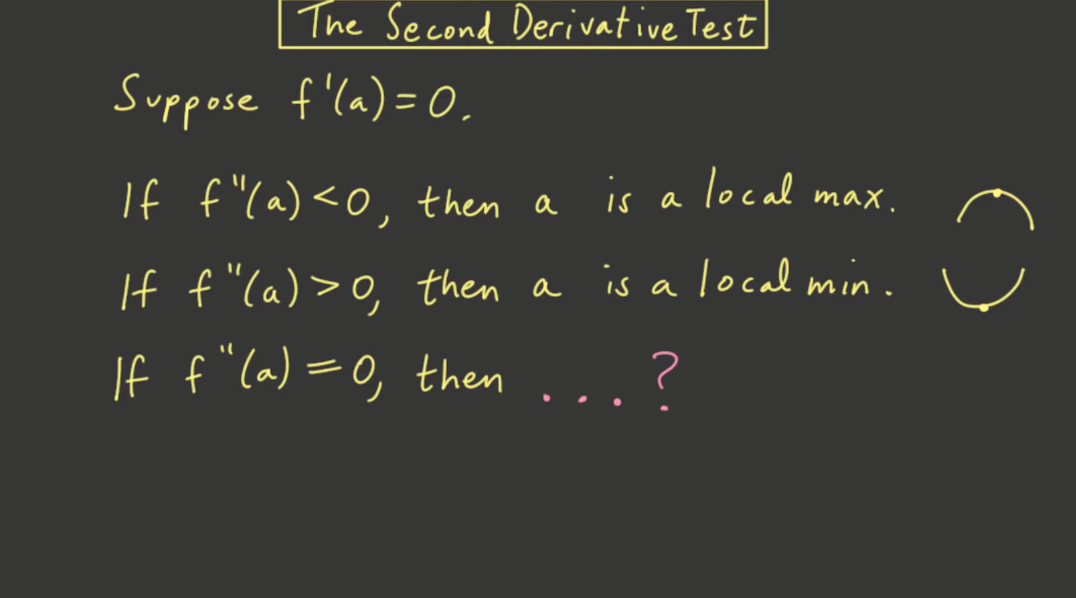 The Second Derivative Test
Suppose f'(a) = 0.
If f"(a) < 0, then a is a local max.
If f"(a) > 0, then a is a local min.
If f"(a) = 0, then ...?